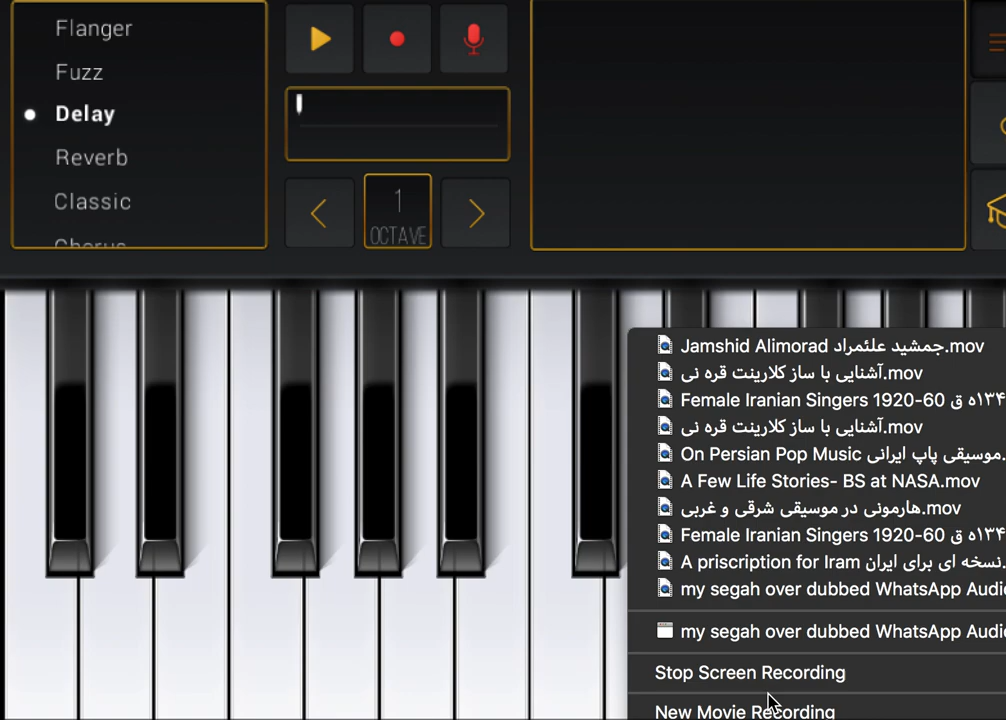 Flanger
Fuzz
Delay
Reverb
Classic
Chorus
1
OCTAVE
Jamshid Alimorad جمشید علئمراد.mov
آشنایی با ساز کلارینت قره نی.mov
Female Iranian Singers 1920-60 ه ق ۱۳۴
آشنایی با ساز کلارینت قره نی.mov
On Persian Pop Music موسیقی پاپ ایرانی.
A Few Life Stories- BS at NASA.mov
هارمونی در موسیقی شرقی و غربی.mov
Female Iranian Singers 1920-60 ه ق ۱۳۴
A priscription for Iram نسخه ای برای ایران.
my segah over dubbed WhatsApp Audi
my segah over dubbed WhatsApp Audi
Stop Screen Recording
New Movie Recording